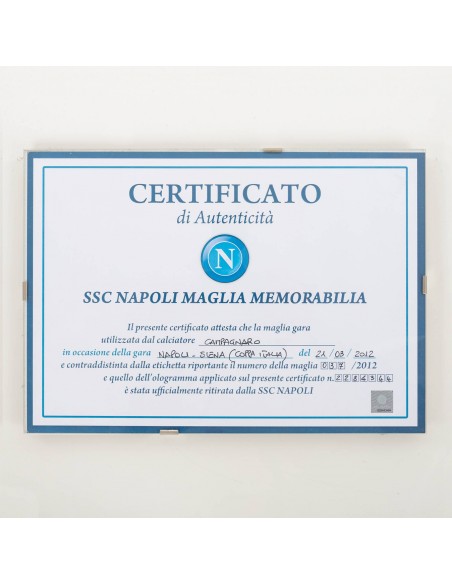 CERTIFICATO
di Autenticità
N
SSC NAPOLI MAGLIA MEMORABILIA
Il presente certificato attesta che la maglia gara
utilizzata dal calciatore CAMPAGNARO
in occasione della gara NAPOLI - SIENA (COPPA ITALIA) del 21/03/2012
e contraddistinta dalla etichetta riportante il numero della maglia 037 /2012
e quello dell'ologramma applicato sul presente certificato n.
è stata ufficialmente ritirata dalla SSC NAPOLI